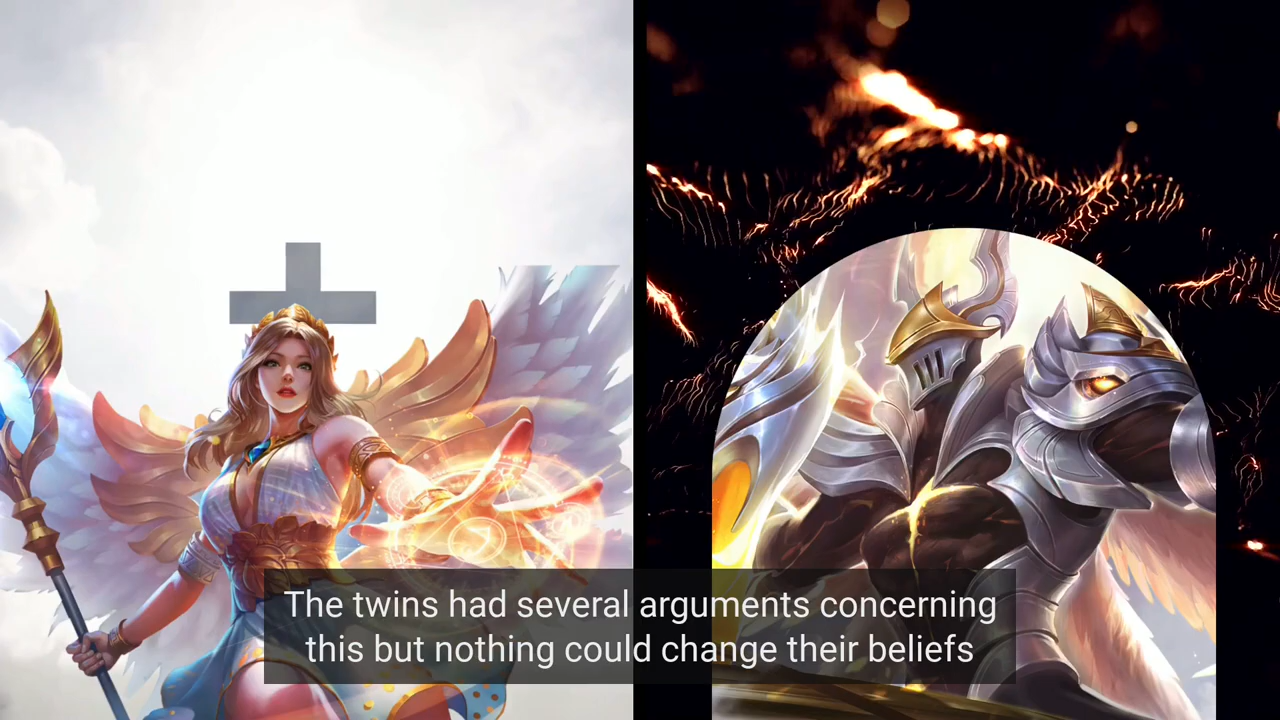 The twins had several arguments concerning
this but nothing could change their beliefs